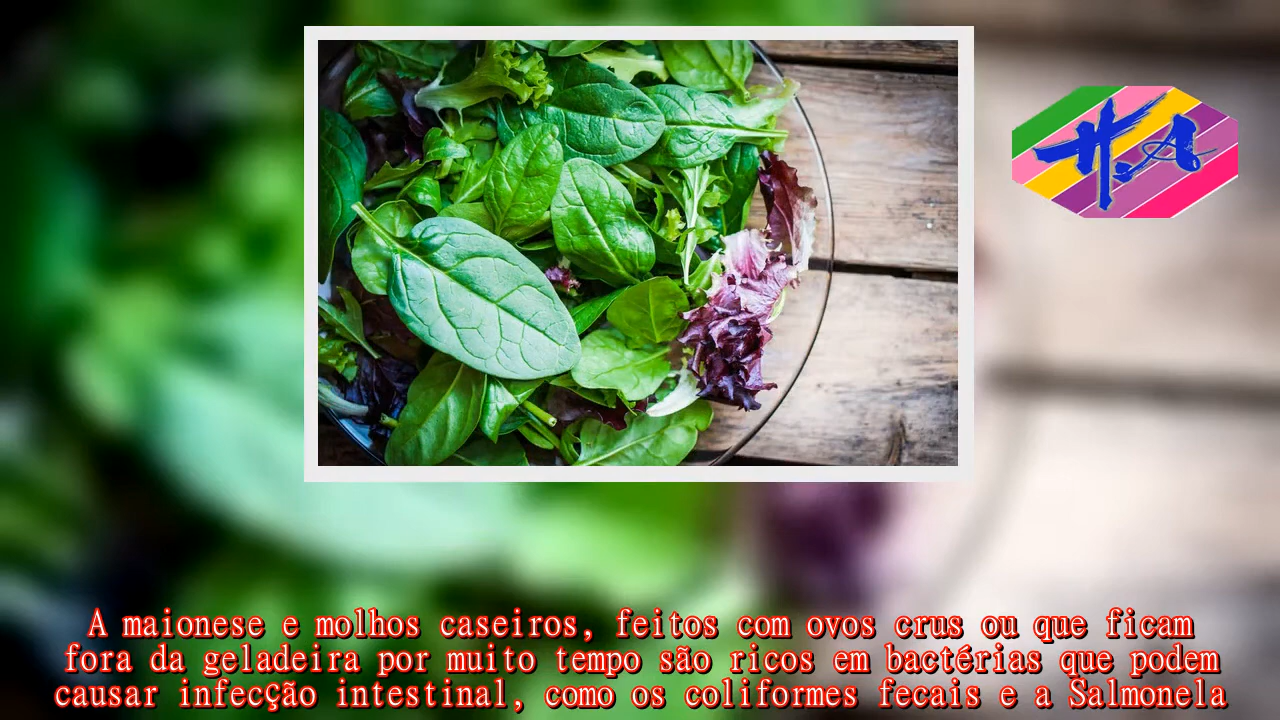 H.A
A maionese e molhos caseiros, feitos com ovos crus ou que ficam
fora da geladeira por muito tempo são ricos em bactérias que podem
causar infecção intestinal, como os coliformes fecais e a Salmonela